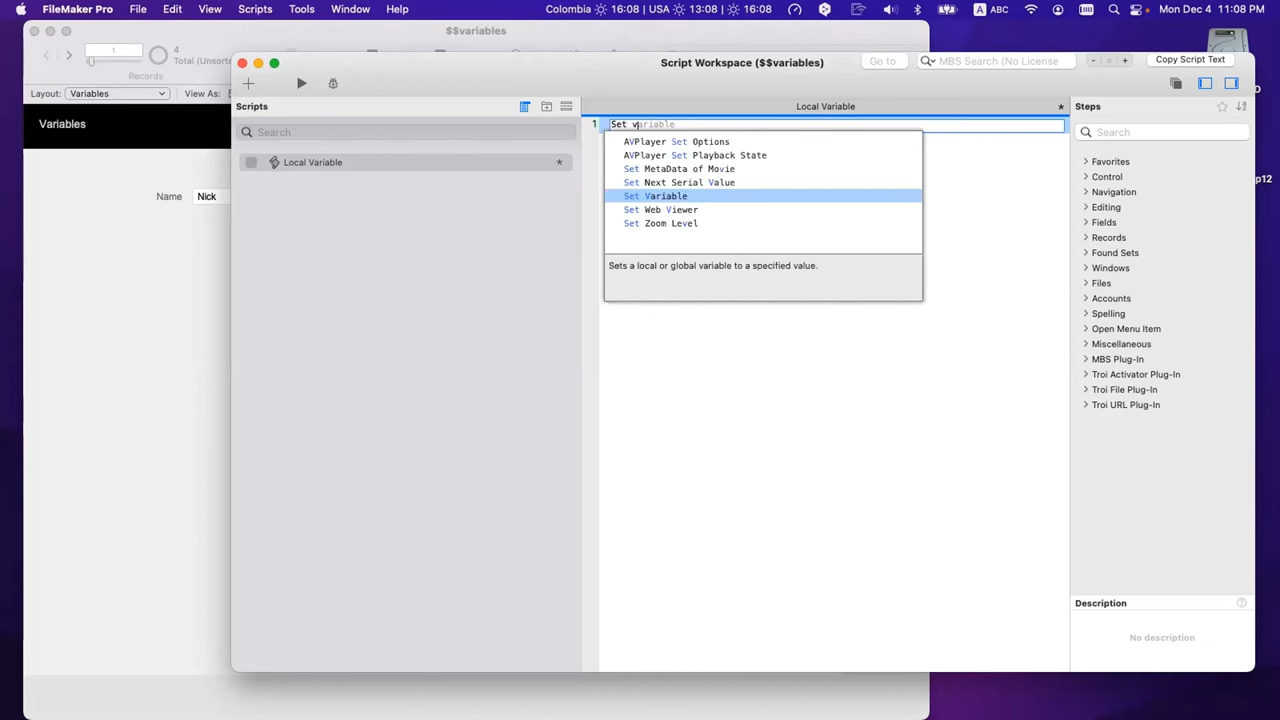 FileMaker Pro File Edit View Scripts Tools Window Help Colombia 16:08 | USA 13:08 | 16:08 ABC Mon Dec 4 11:08 PM
$$variables
1 4
Total (Unsorte
Records
Layout: Variables View As:
Variables
Name Nick
Script Workspace ($$variables)
Go to MBS Search (No License - = + Copy Script Text
Scripts
Search
Local Variable *
Local Variable *
1 Set variable
AVPlayer Set Options
AVPlayer Set Playback State
Set MetaData of Movie
Set Next Serial Value
Set Variable
Set Web Viewer
Set Zoom Level
Sets a local or global variable to a specified value.
Steps
Search
Favorites
Control
Navigation
Editing
Fields
Records
Found Sets
Windows
Files
Accounts
Spelling
Open Menu Item
Miscellaneous
MBS Plug-In
Troi Activator Plug-In
Troi File Plug-In
Troi URL Plug-In
Description
No description
p12